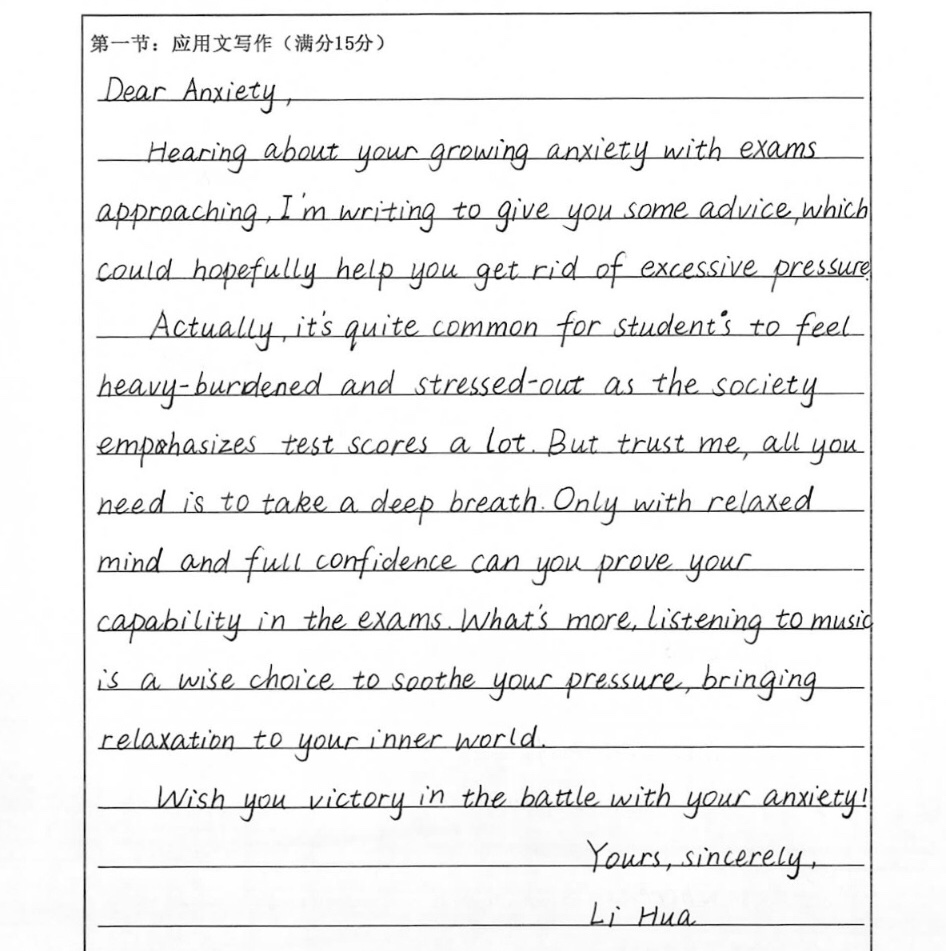 第一节：应用文写作（满分15分）
Dear Anxiety,
Hearing about your growing anxiety with exams
approaching, I'm writing to give you some advice, which
could hopefully help you get rid of excessive pressure.
Actually, it's quite common for student's to feel
heavy-burdened and stressed-out as the society
emphasizes test scores a lot. But trust me, all you
need is to take a deep breath. Only with relaxed
mind and full confidence can you prove your
capability in the exams. What's more, listening to music
is a wise choice to soothe your pressure, bringing
relaxation to your inner world.
Wish you victory in the battle with your anxiety!
Yours, sincerely,
Li Hua